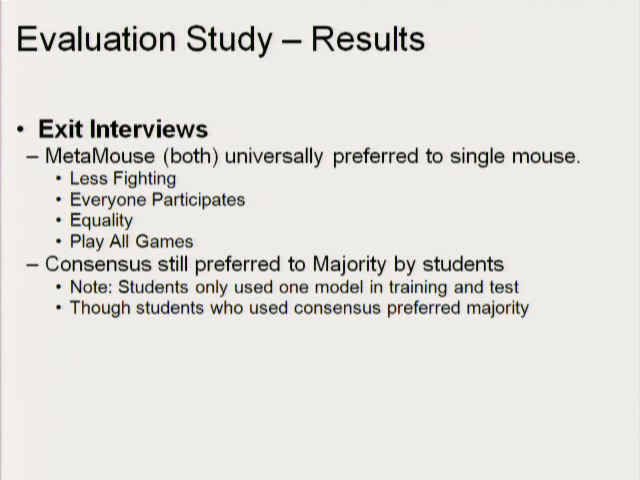 Evaluation Study – Results
• Exit Interviews
– MetaMouse (both) universally preferred to single mouse.
• Less Fighting
• Everyone Participates
• Equality
• Play All Games
– Consensus still preferred to Majority by students
• Note: Students only used one model in training and test
• Though students who used consensus preferred majority